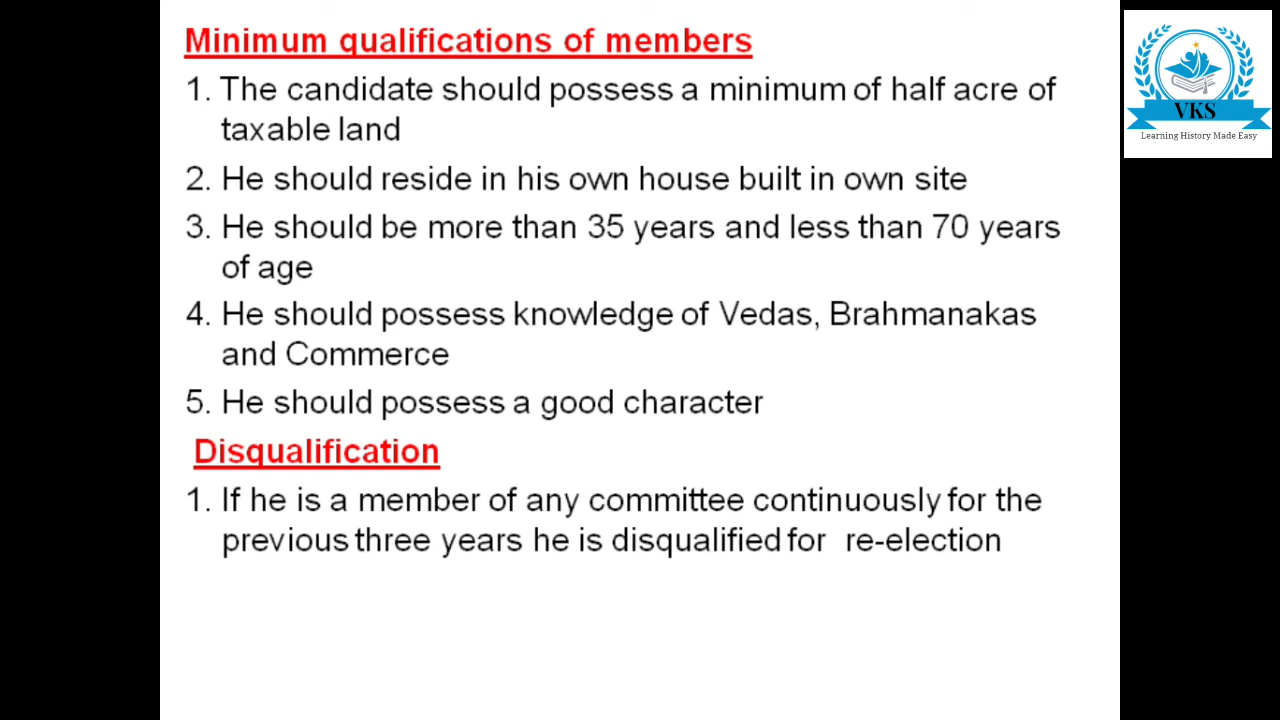 Minimum qualifications of members
1. The candidate should possess a minimum of half acre of
taxable land
2. He should reside in his own house built in own site
3. He should be more than 35 years and less than 70 years
of age
4. He should possess knowledge of Vedas, Brahmanakas
and Commerce
5. He should possess a good character
Disqualification
1. If he is a member of any committee continuously for the
previous three years he is disqualified for re-election
VKS
Learning History Made Easy